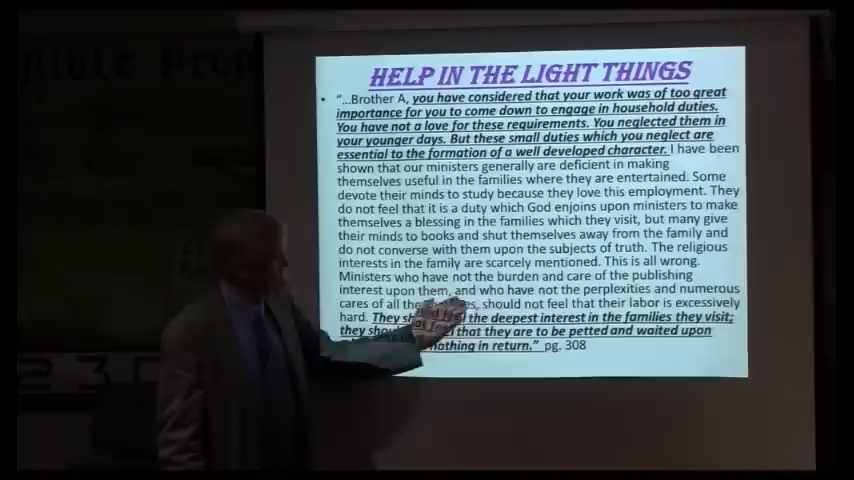 HELP IN THE LIGHT THINGS
• "...Brother A, you have considered that your work was of too great
importance for you to come down to engage in household duties.
You have not a love for these requirements. You neglected them in
your younger days. But these small duties which you neglect are
essential to the formation of a well developed character. I have been
shown that our ministers generally are deficient in making
themselves useful in the families where they are entertained. Some
devote their minds to study because they love this employment. They
do not feel that it is a duty which God enjoins upon ministers to make
themselves a blessing in the families which they visit, but many give
their minds to books and shut themselves away from the family and
do not converse with them upon the subjects of truth. The religious
interests in the family are scarcely mentioned. This is all wrong.
Ministers who have not the burden and care of the publishing
interest upon them, and who have not the perplexities and numerous
cares of all the should not feel that their labor is excessively
hard. They the deepest interest in the families they visit;
they that they are to be petted and waited upon
nothing in return." pg. 308